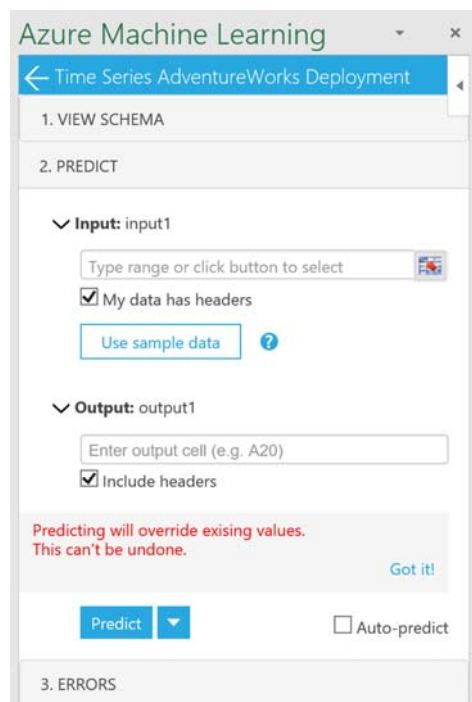 Azure Machine Learning
Time Series AdventureWorks Deployment
1. VIEW SCHEMA
2. PREDICT
Input: input1
Type range or click button to select
My data has headers
Use sample data ?
Output: output1
Enter output cell (e.g. A20)
Include headers
Predicting will override exising values.
This can't be undone.
Got it!
Predict
Auto-predict
3. ERRORS